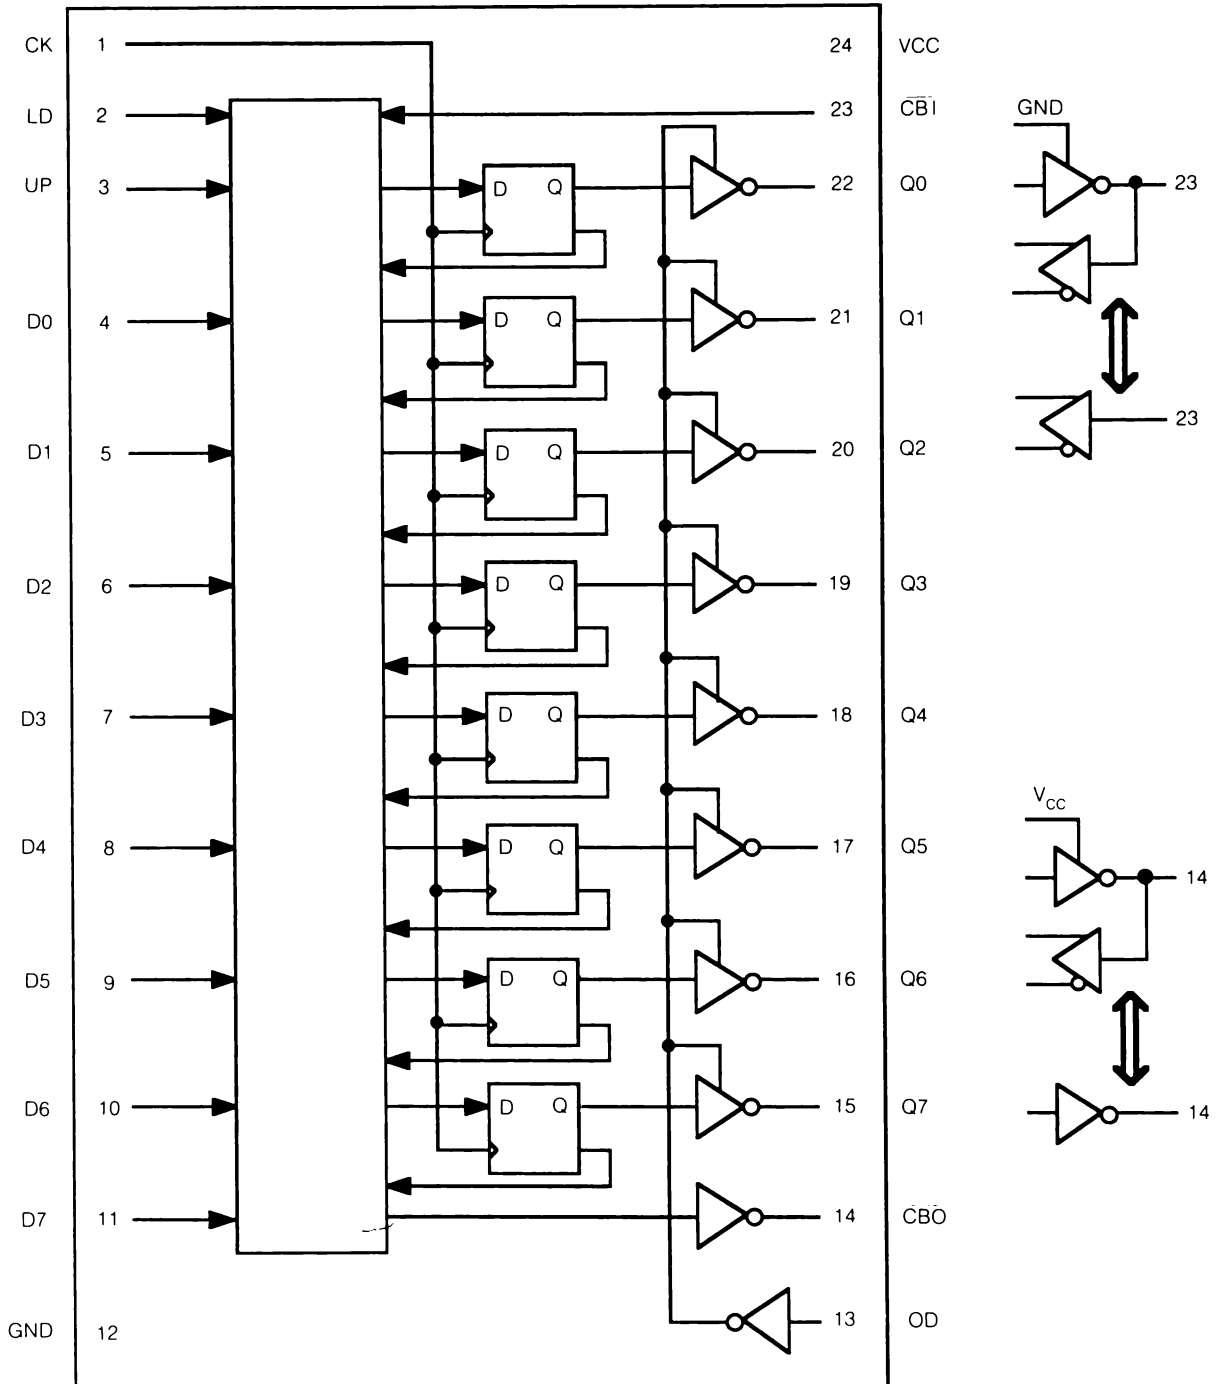 CK 1 24 VCC
LD 2 23 C̅B̅I̅ GND
UP 3 D Q 22 Q0 23
D0 4 D Q 21 Q1
23
D1 5 D Q 20 Q2
D2 6 D Q 19 Q3
D3 7 D Q 18 Q4
VCC
D4 8 D Q 17 Q5
14
D5 9 D Q 16 Q6
D6 10 D Q 15 Q7 14
D7 11 14 C̅B̅O̅
GND 12 13 OD